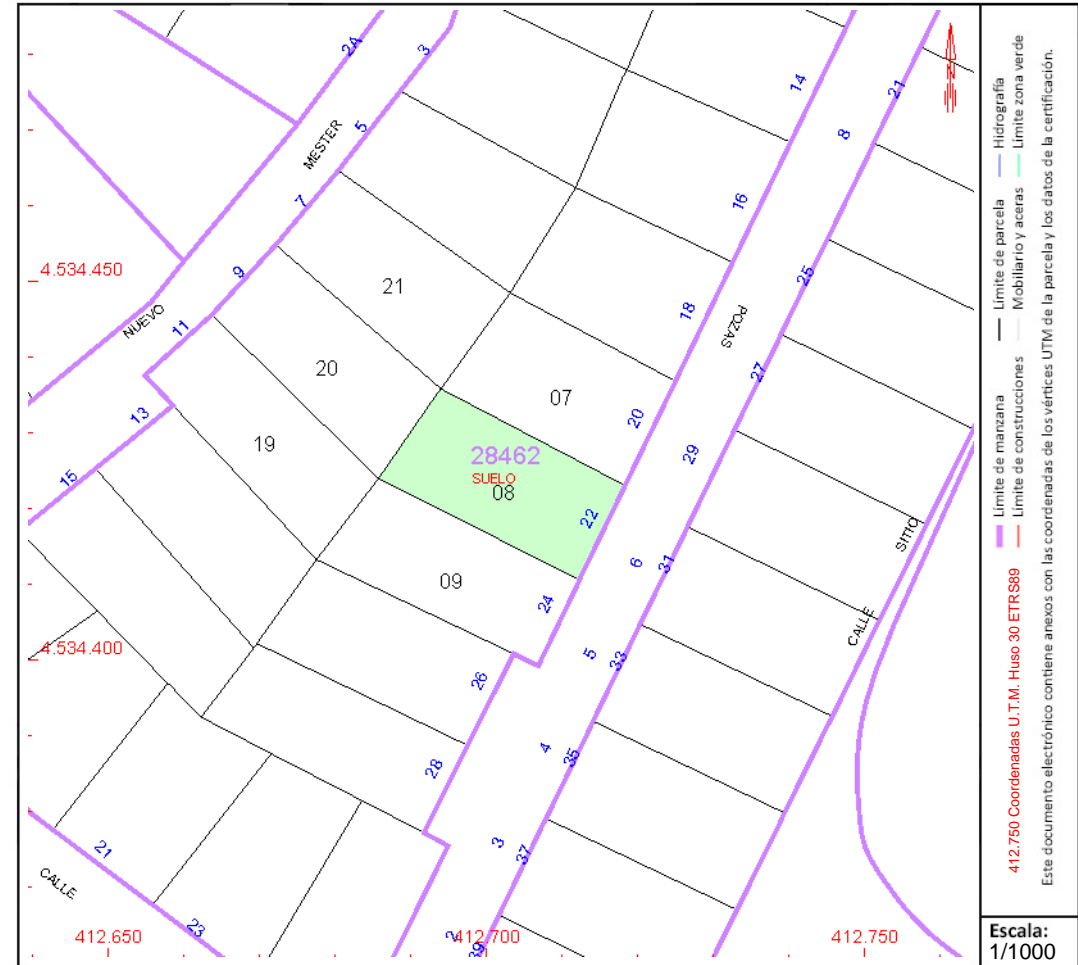 2A
3
14
21
MESTER
5
8
7
16
4.534.450
9
21
25
NUEVO
11
18
POZAS
20
27
07
13
20
19
28462
29
15
SUELO
08
22
SITIO
6
31
09
24
CALLE
4.534.400
5
33
26
4
35
28
3
37
21
CALLE
23
2
39
412.650
412.700
412.750
Límite de manzana
Límite de parcela
Hidrografía
Límite de construcciones
Mobiliario y aceras
Límite zona verde
412.750 Coordenadas U.T.M. Huso 30 ETRS89
Este documento electrónico contiene anexos con las coordenadas de los vértices UTM de la parcela y los datos de la certificación.
Escala:
1/1000